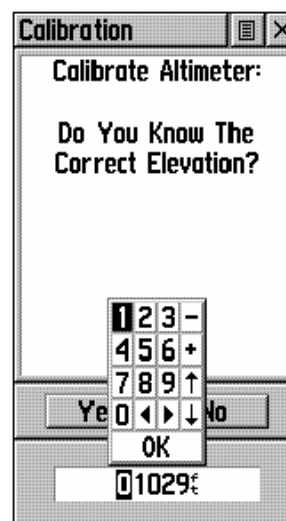 Calibration
Calibrate Altimeter:
Do You Know The
Correct Elevation?
1 2 3 -
4 5 6 +
7 8 9 ↑
Ye 0 ◄ ► ↓ No
OK
01029ft